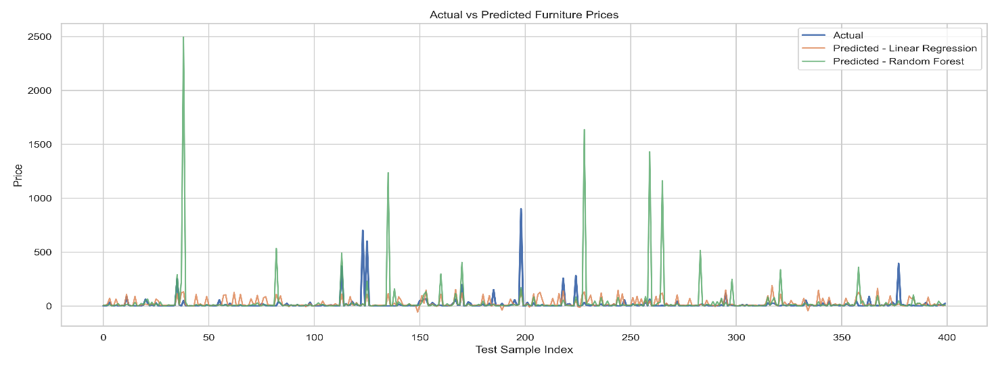 Actual vs Predicted Furniture Prices
Actual
Predicted - Linear Regression
Predicted - Random Forest
2500
2000
1500
1000
500
0
Price
0 50 100 150 200 250 300 350 400
Test Sample Index